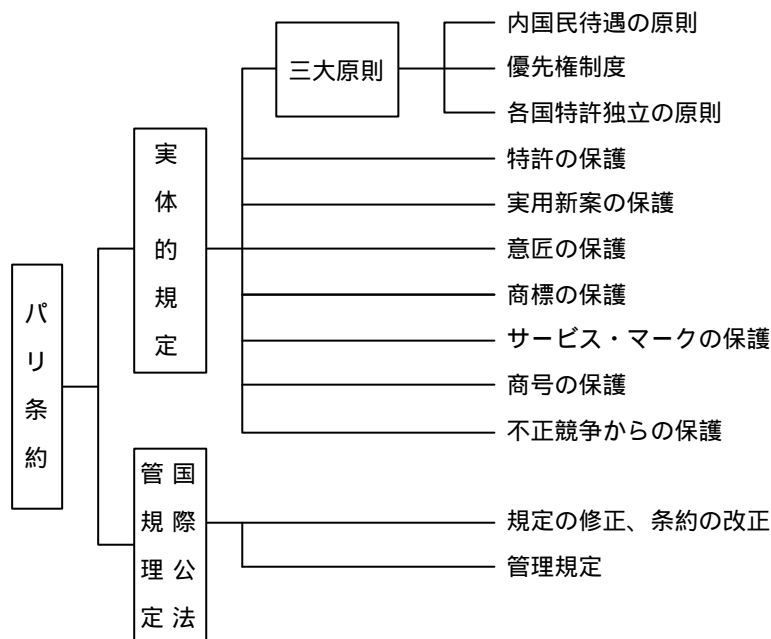 パリ条約
実体的規定
三大原則
内国民待遇の原則
優先権制度
各国特許独立の原則
特許の保護
実用新案の保護
意匠の保護
商標の保護
サービス・マークの保護
商号の保護
不正競争からの保護
国際公法
管規理定
規定の修正、条約の改正
管理規定